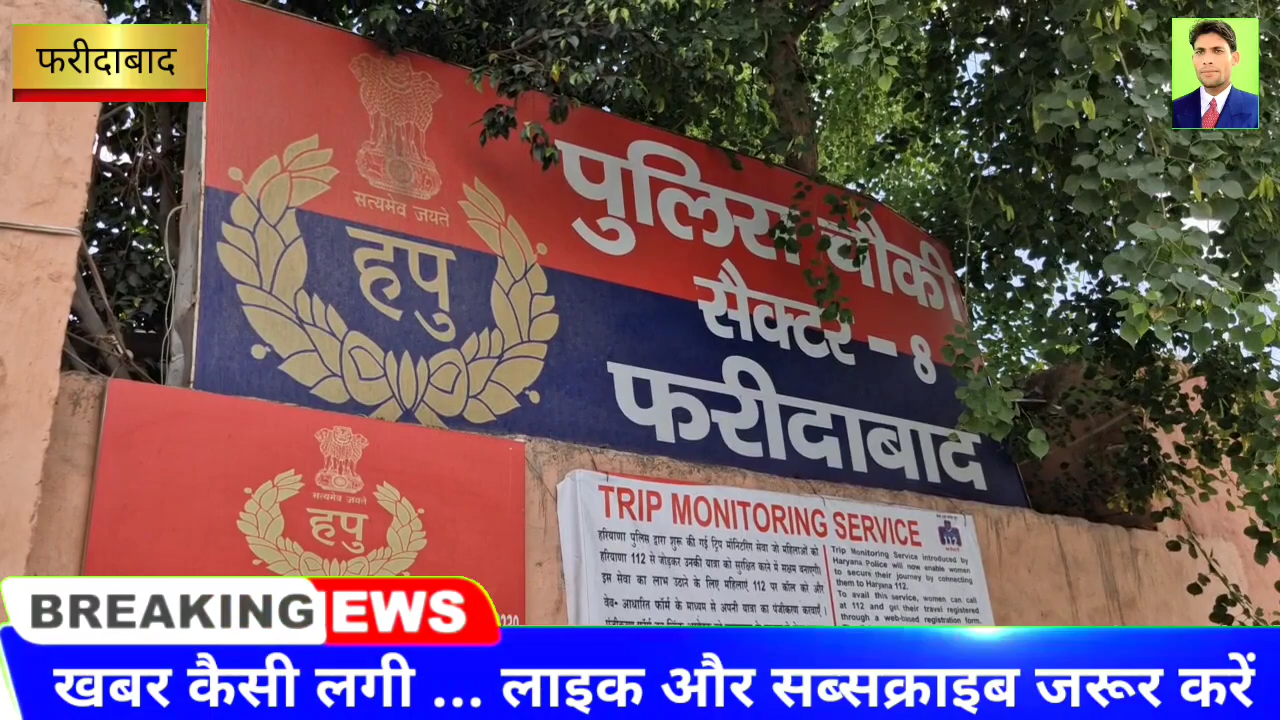 फरीदाबाद
सत्यमेव जयते
हपु
पुलिस चौकी
सैक्टर - 8
फरीदाबाद
सत्यमेव जयते
हपु
TRIP MONITORING SERVICE
हरियाणा पुलिस द्वारा शुरू की गई ट्रिप मॉनिटरिंग सेवा जो महिलाओं को
हरियाणा 112 से जोड़कर उनकी यात्रा को सुरक्षित करने में सक्षम बनाएगी।
इस सेवा का लाभ उठाने के लिए महिलाएं 112 पर कॉल करें और
वेब- आधारित फॉर्म के माध्यम से अपनी यात्रा का पंजीकरण करवाएँ।
Trip Monitoring Service introduced by
Haryana Police will now enable women
to secure their journey by connecting
them to Haryana 112.
To avail this service, women can call
at 112 and get their travel registered
through a web-based registration form.
112
BREAKING EWS
खबर कैसी लगी ... लाइक और सब्सक्राइब जरूर करें